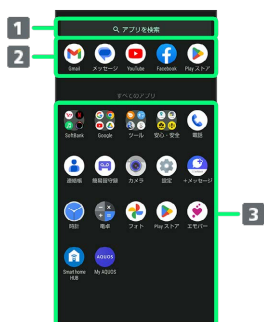 1
アプリを検索
2
Gmail メッセージ YouTube Facebook Play ストア
すべてのアプリ
SoftBank Google ツール 安心・安全 電話
連絡帳 簡易留守録 カメラ 設定 +メッセージ
3
時計 電卓 フォト Play ストア エモパー
AQUOS
Smart home My AQUOS
HUB